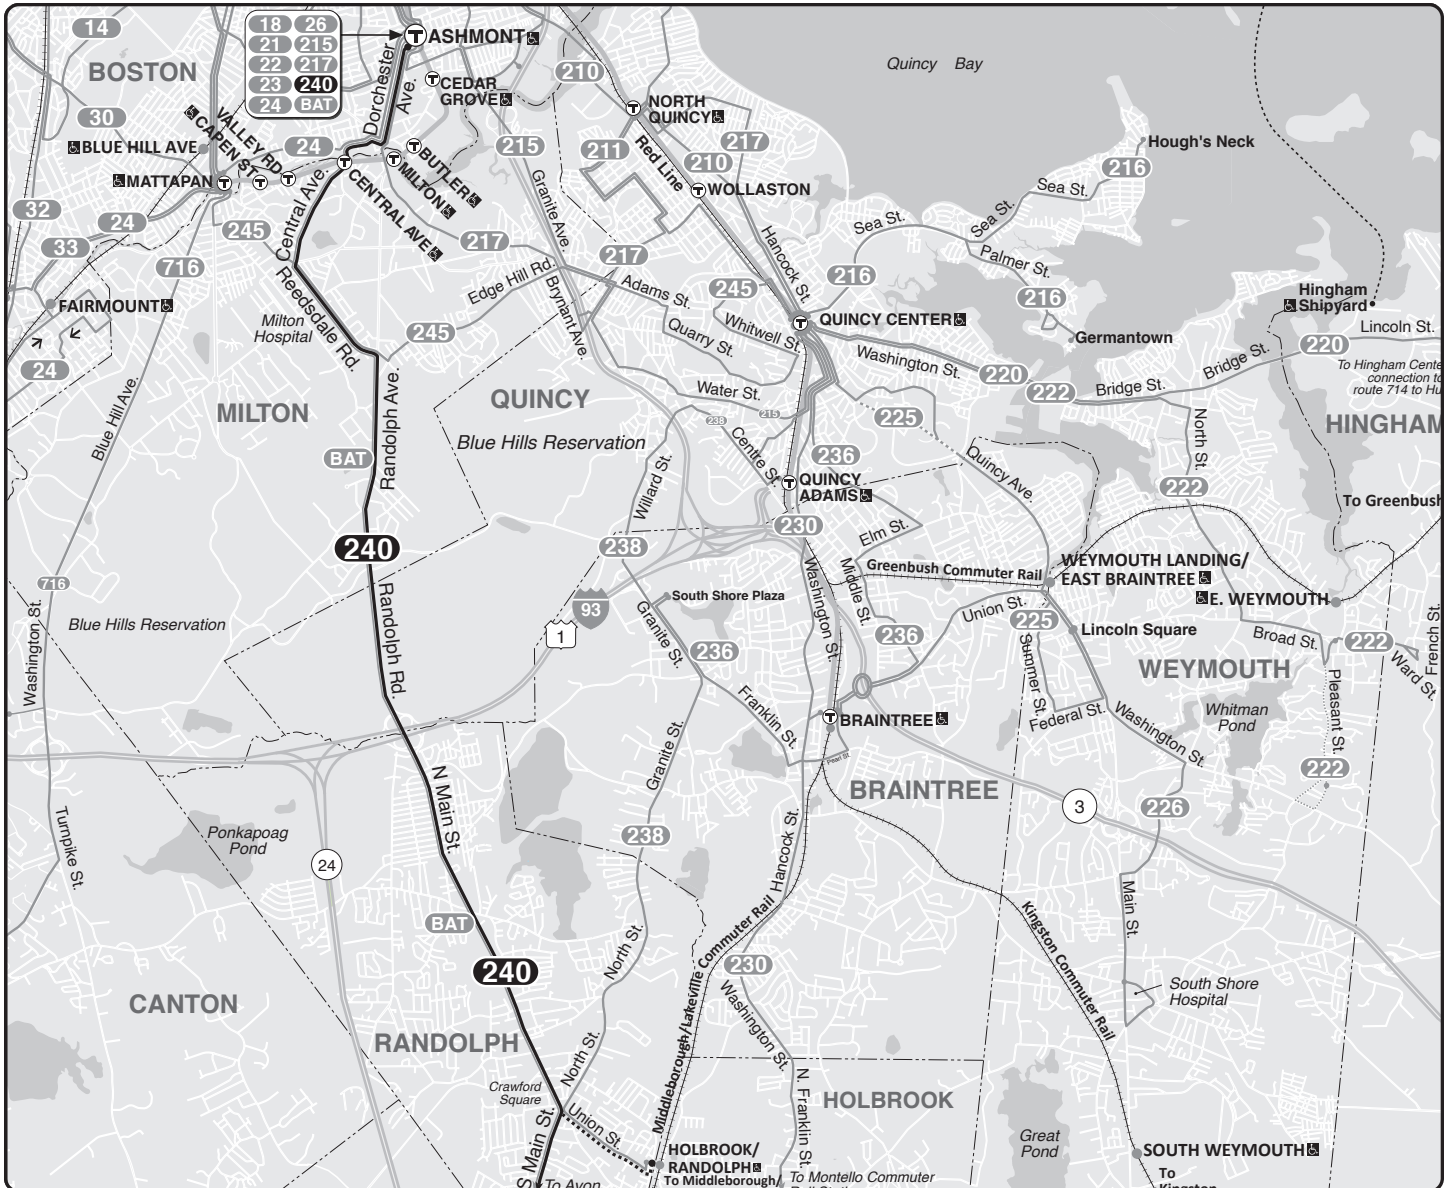 14
BOSTON
18 26
21 215
22 217
23 240
24 BAT
ASHMONT
Dorchester
Ave.
CEDAR
GROVE
210
NORTH
QUINCY
Quincy Bay
30
BLUE HILL AVE
VALLEY RD
CAPEN ST
24
BUTLER
MILTON
215
211
Red Line
217
210
Hough's Neck
216
MATTAPAN
CENTRAL AVE
WOLLASTON
Sea St.
Sea St.
Sea St.
32
24
33
245
Central Ave.
217
Granite Ave.
217
Hancock St.
Palmer St.
716
Edge Hill Rd.
Adams St.
245
216
216
Hingham
Shipyard
FAIRMOUNT
Reedsdale Rd.
Milton
Hospital
245
Brynant Ave.
Quarry St.
Whitwell St.
QUINCY CENTER
Germantown
Lincoln St.
220
24
Washington St.
220
222
Bridge St.
Bridge St.
To Hingham Cente
connection to
route 714 to Hu
Blue Hill Ave.
MILTON
Randolph Ave.
QUINCY
Water St.
238
215
225
HINGHAM
BAT
Blue Hills Reservation
Willard St.
Centre St.
236
QUINCY
ADAMS
Quincy Ave.
North St.
222
To Greenbush
240
238
230
Elm St.
Middle St.
Greenbush Commuter Rail
WEYMOUTH LANDING/
EAST BRAINTREE
E. WEYMOUTH
716
Blue Hills Reservation
Washington St.
Randolph Rd.
93
1
South Shore Plaza
Granite St.
236
Washington St.
236
Union St.
225
Lincoln Square
Summer St.
WEYMOUTH
Broad St.
222
Ward St.
French St.
Pleasant St.
Franklin St.
BRAINTREE
Federal St.
Washington St.
Whitman
Pond
Granite St.
Pearl St.
N Main St.
BRAINTREE
3
226
222
Turnpike St.
Ponkapoag
Pond
24
238
Hancock St.
BAT
Main St.
240
North St.
230
Middleborough/Lakeville Commuter Rail
Kingston Commuter Rail
South Shore
Hospital
CANTON
RANDOLPH
Washington St.
North St.
Crawford
Square
Union St.
S Main St.
N. Franklin St.
HOLBROOK
Great
Pond
HOLBROOK/
RANDOLPH
To Middleborough/
To Avon
To Montello Commuter
SOUTH WEYMOUTH
To